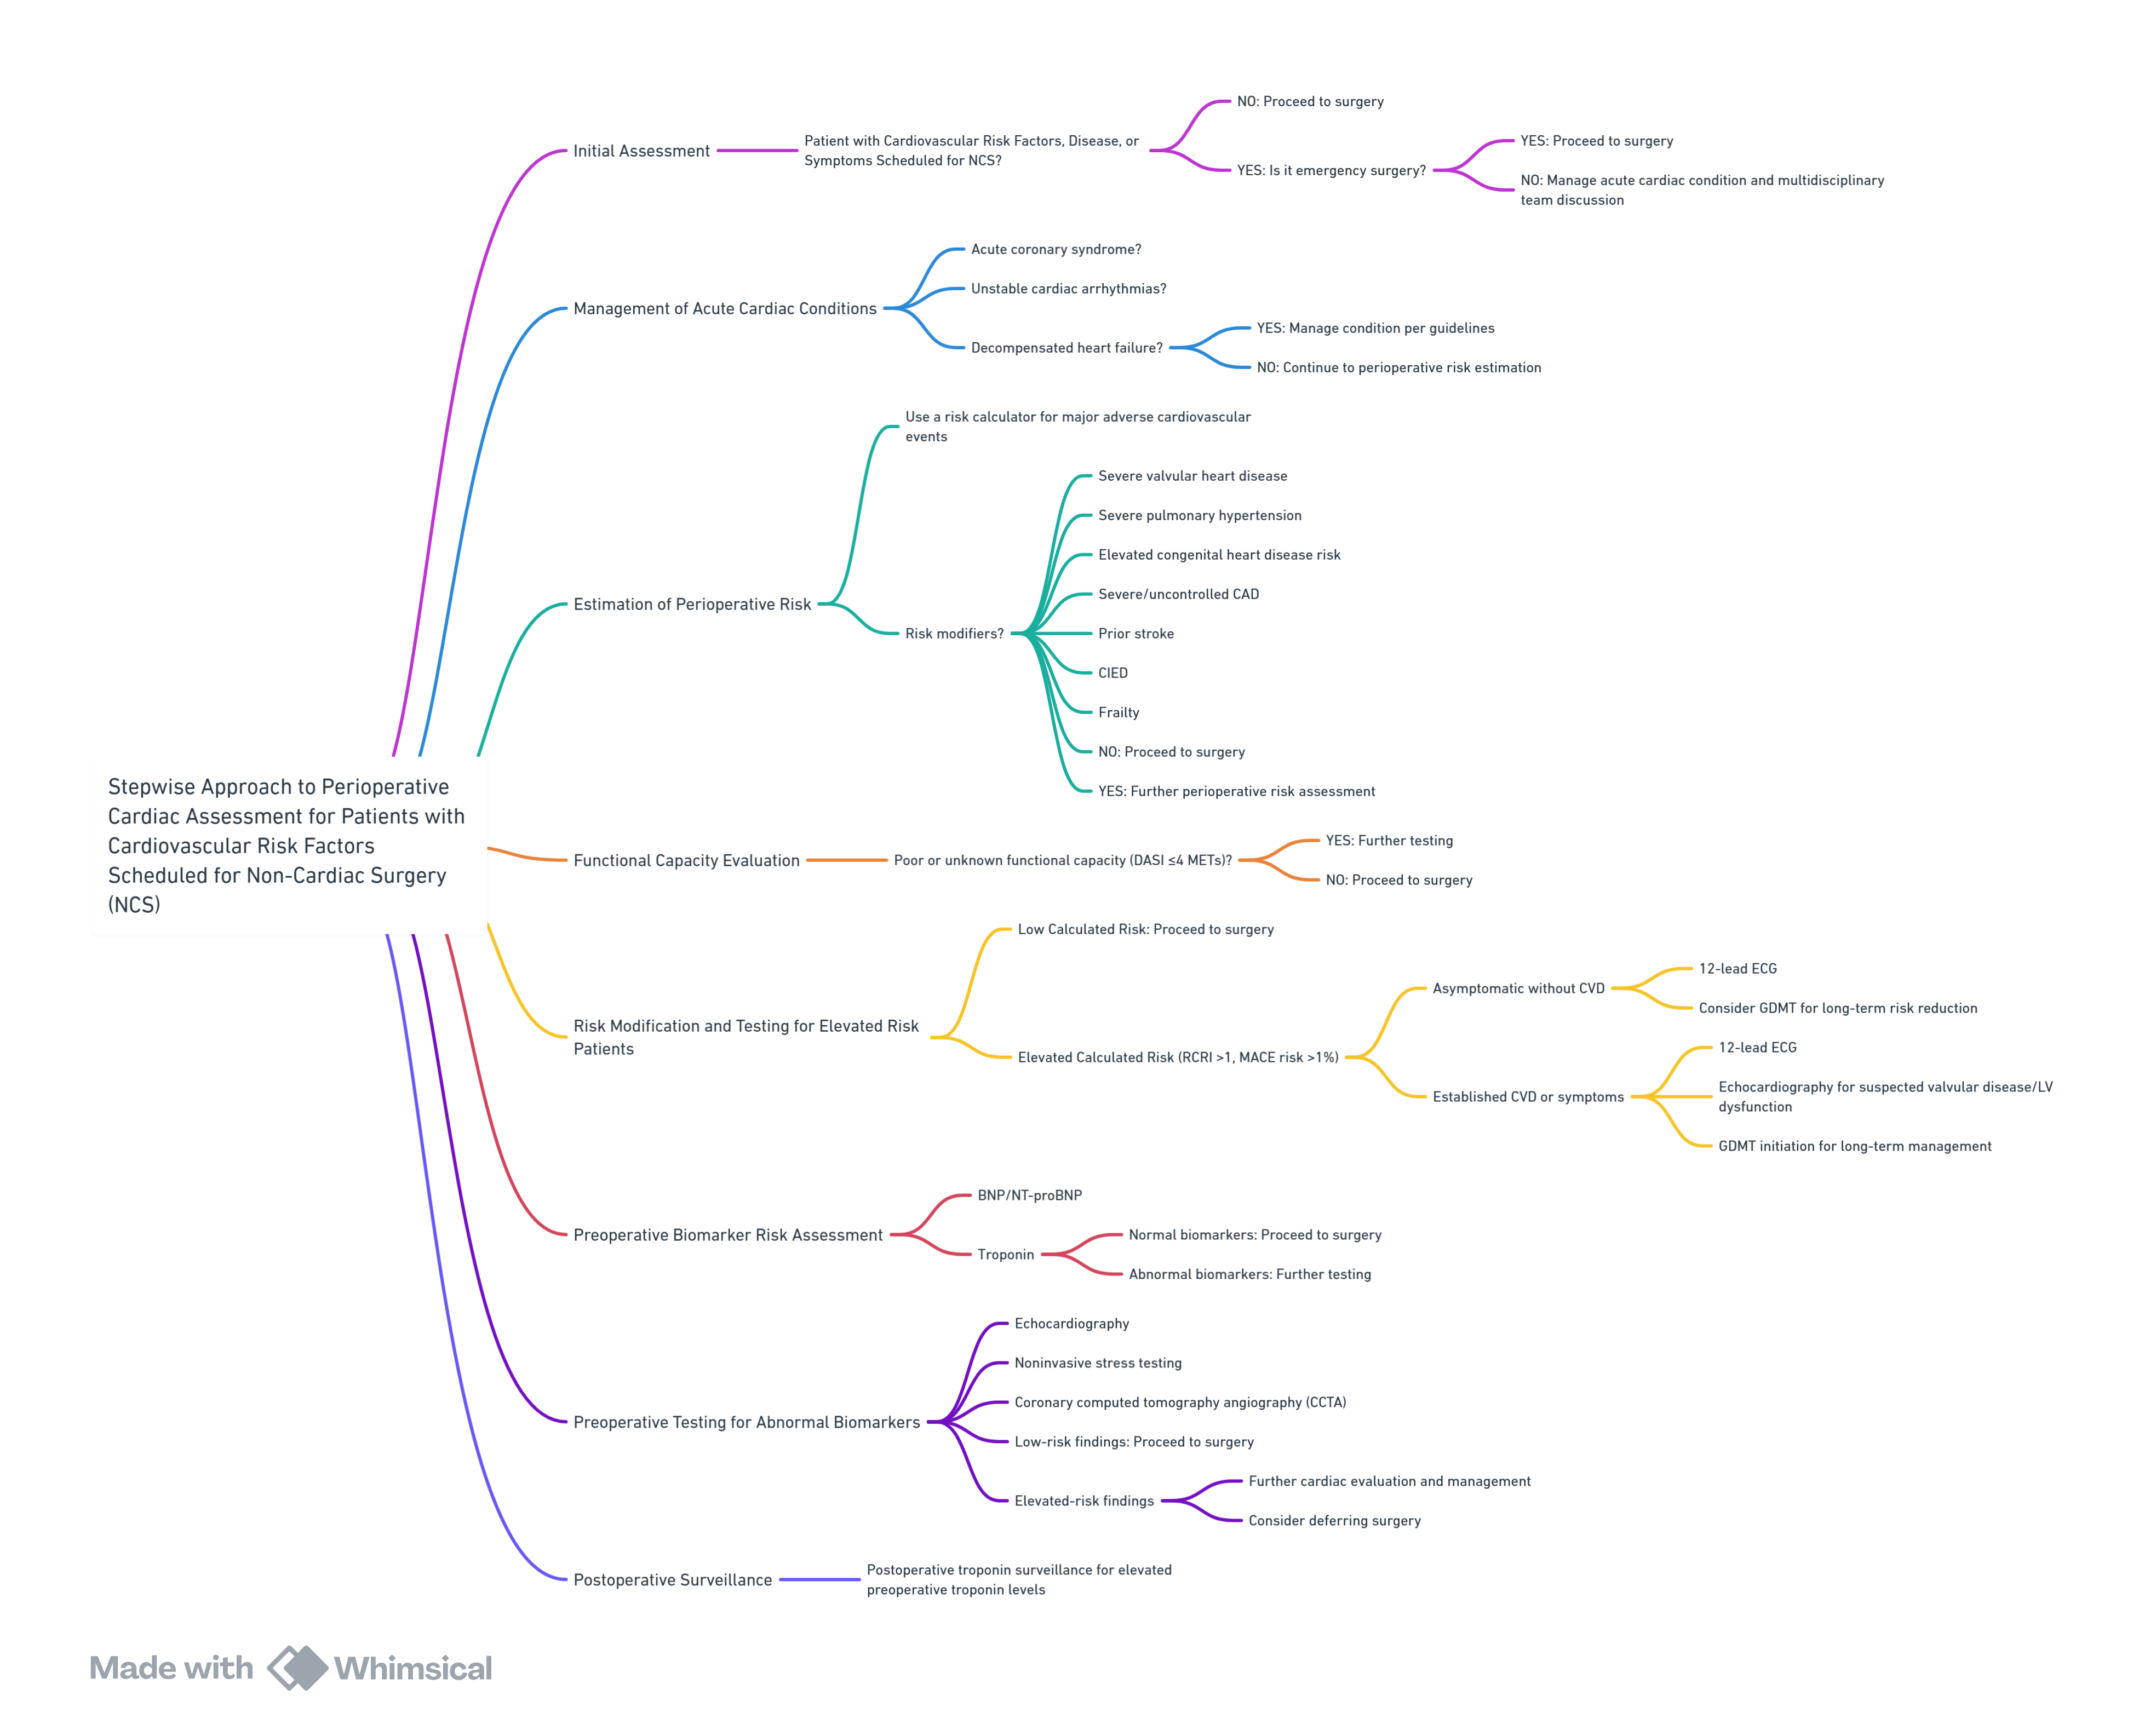 Stepwise Approach to Perioperative
Cardiac Assessment for Patients with
Cardiovascular Risk Factors
Scheduled for Non-Cardiac Surgery
(NCS)
Initial Assessment
Patient with Cardiovascular Risk Factors, Disease, or
Symptoms Scheduled for NCS?
NO: Proceed to surgery
YES: Is it emergency surgery?
YES: Proceed to surgery
NO: Manage acute cardiac condition and multidisciplinary
team discussion
Management of Acute Cardiac Conditions
Acute coronary syndrome?
Unstable cardiac arrhythmias?
Decompensated heart failure?
YES: Manage condition per guidelines
NO: Continue to perioperative risk estimation
Estimation of Perioperative Risk
Use a risk calculator for major adverse cardiovascular
events
Risk modifiers?
Severe valvular heart disease
Severe pulmonary hypertension
Elevated congenital heart disease risk
Severe/uncontrolled CAD
Prior stroke
CIED
Frailty
NO: Proceed to surgery
YES: Further perioperative risk assessment
Functional Capacity Evaluation
Poor or unknown functional capacity (DASI ≤4 METs)?
YES: Further testing
NO: Proceed to surgery
Risk Modification and Testing for Elevated Risk
Patients
Low Calculated Risk: Proceed to surgery
Elevated Calculated Risk (RCRI >1, MACE risk >1%)
Asymptomatic without CVD
12-lead ECG
Consider GDMT for long-term risk reduction
Established CVD or symptoms
12-lead ECG
Echocardiography for suspected valvular disease/LV
dysfunction
GDMT initiation for long-term management
Preoperative Biomarker Risk Assessment
BNP/NT-proBNP
Troponin
Normal biomarkers: Proceed to surgery
Abnormal biomarkers: Further testing
Preoperative Testing for Abnormal Biomarkers
Echocardiography
Noninvasive stress testing
Coronary computed tomography angiography (CCTA)
Low-risk findings: Proceed to surgery
Elevated-risk findings
Further cardiac evaluation and management
Consider deferring surgery
Postoperative Surveillance
Postoperative troponin surveillance for elevated
preoperative troponin levels
Made with Whimsical